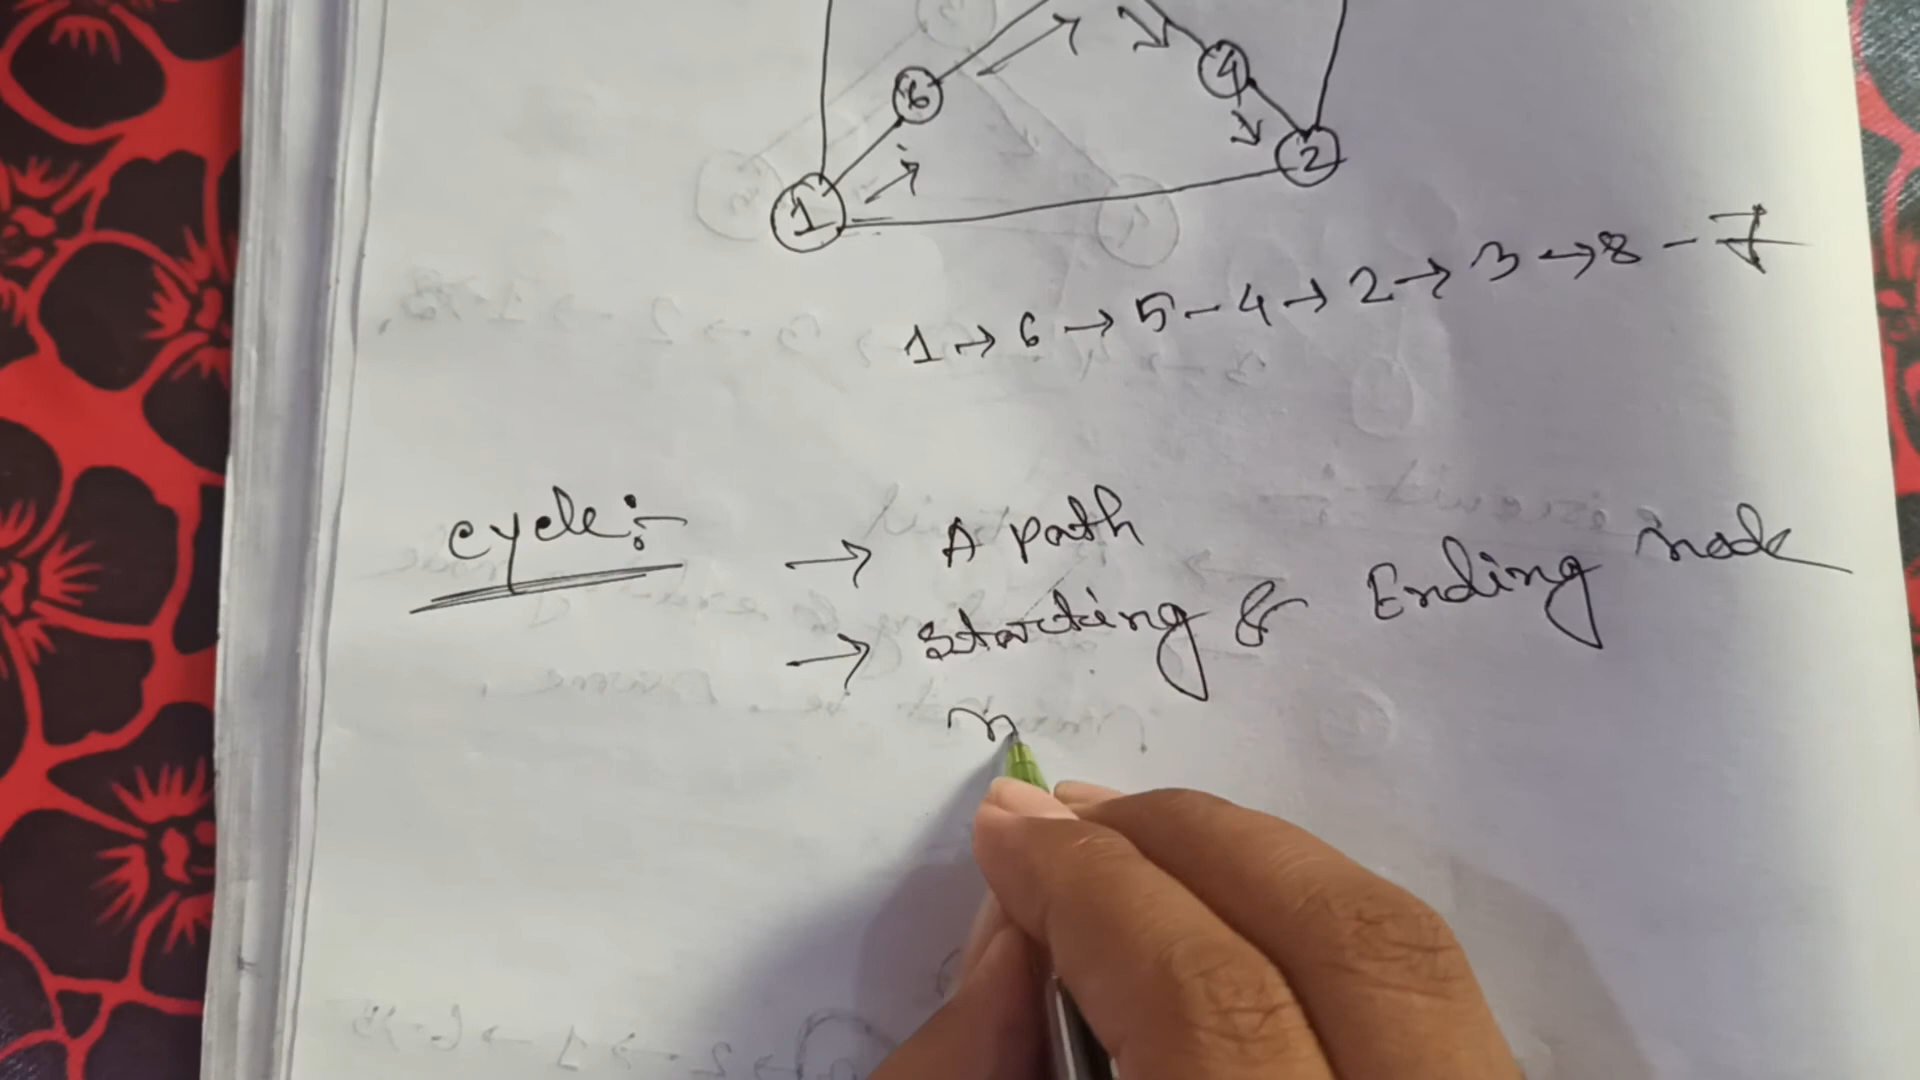 6
4
1
2
1 → 6 → 5 - 4 → 2 → 3 → 8 - 7
cycle:-
→ A path
→ Starting & Ending node